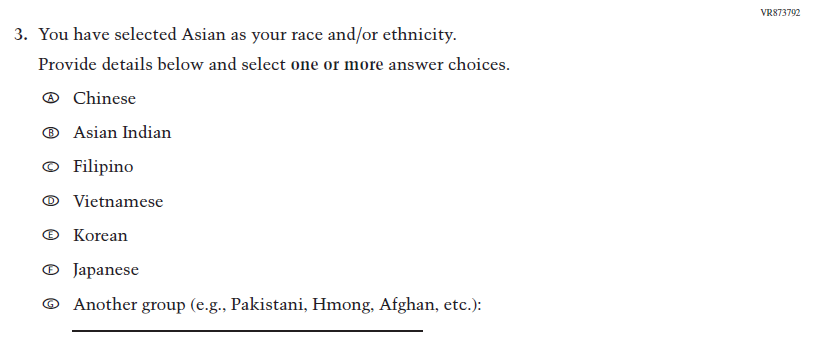 VR873792
3. You have selected Asian as your race and/or ethnicity.
Provide details below and select one or more answer choices.
A Chinese
B Asian Indian
C Filipino
D Vietnamese
E Korean
F Japanese
G Another group (e.g., Pakistani, Hmong, Afghan, etc.):